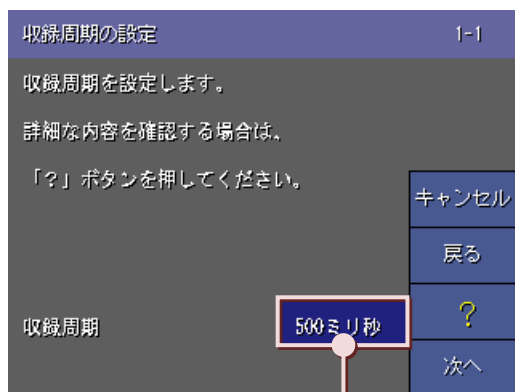 収録周期の設定 1-1
収録周期を設定します。
詳細な内容を確認する場合は、
「?」ボタンを押してください。
キャンセル
戻る
?
収録周期 500ミリ秒
次へ